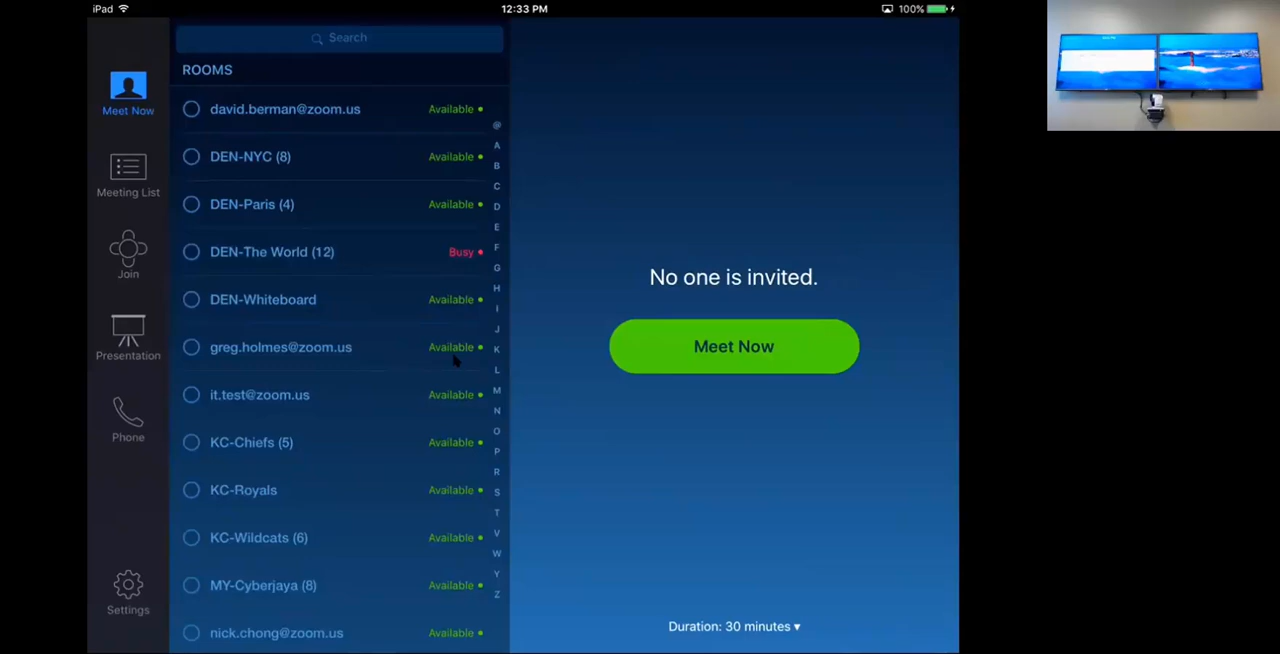 iPad
12:33 PM
100%
Search
Meet Now
Meeting List
Join
Presentation
Phone
Settings
ROOMS
david.berman@zoom.us Available
DEN-NYC (8) Available
DEN-Paris (4) Available
DEN-The World (12) Busy
DEN-Whiteboard Available
greg.holmes@zoom.us Available
it.test@zoom.us Available
KC-Chiefs (5) Available
KC-Royals Available
KC-Wildcats (6) Available
MY-Cyberjaya (8) Available
nick.chong@zoom.us Available
@
A
B
C
D
E
F
G
H
I
J
K
L
M
N
O
P
R
S
T
V
W
Y
Z
No one is invited.
Meet Now
Duration: 30 minutes ▾